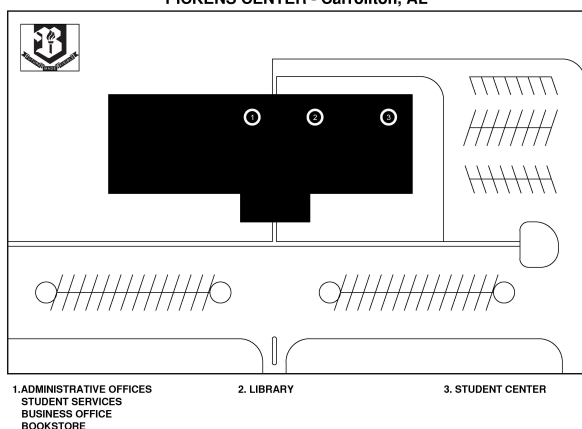 PICKENS CENTER - Carrollton, AL
1
2
3
1.ADMINISTRATIVE OFFICES
STUDENT SERVICES
BUSINESS OFFICE
BOOKSTORE
2. LIBRARY
3. STUDENT CENTER